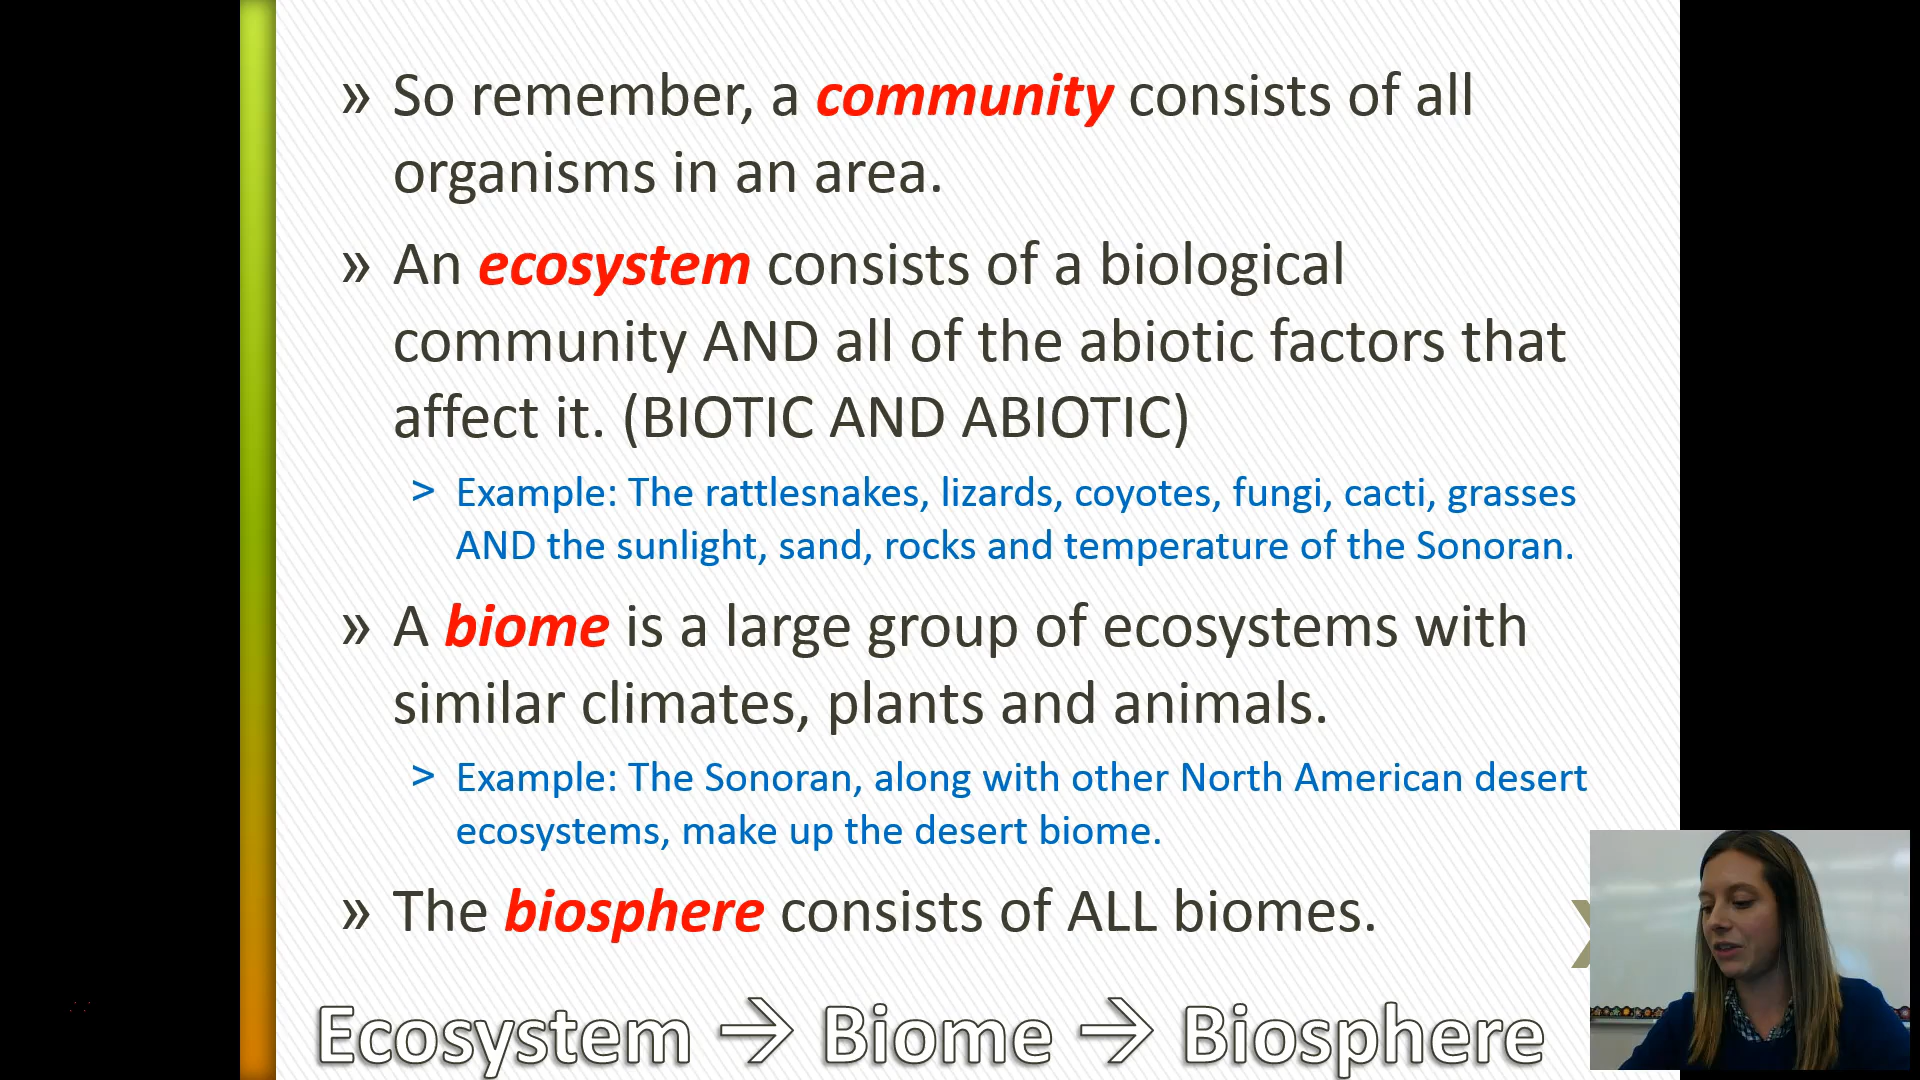 » So remember, a community consists of all
organisms in an area.
» An ecosystem consists of a biological
community AND all of the abiotic factors that
affect it. (BIOTIC AND ABIOTIC)
> Example: The rattlesnakes, lizards, coyotes, fungi, cacti, grasses
AND the sunlight, sand, rocks and temperature of the Sonoran.
» A biome is a large group of ecosystems with
similar climates, plants and animals.
> Example: The Sonoran, along with other North American desert
ecosystems, make up the desert biome.
» The biosphere consists of ALL biomes.
Ecosystem → Biome → Biosphere